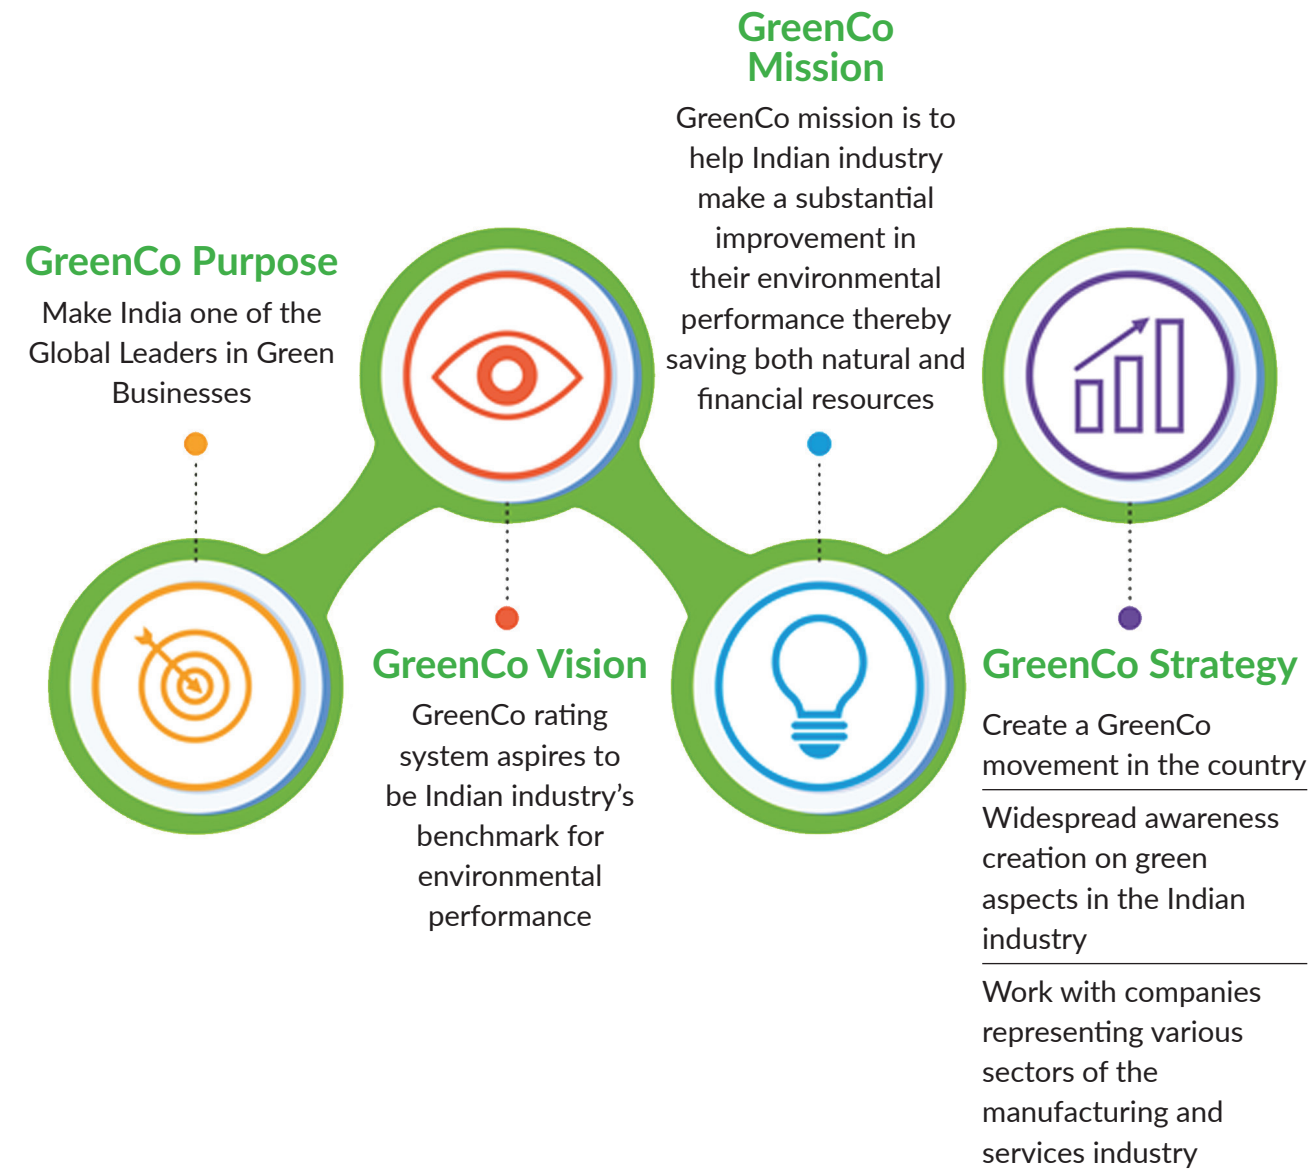 GreenCo Purpose
Make India one of the
Global Leaders in Green
Businesses
GreenCo Vision
GreenCo rating
system aspires to
be Indian industry’s
benchmark for
environmental
performance
GreenCo
Mission
GreenCo mission is to
help Indian industry
make a substantial
improvement in
their environmental
performance thereby
saving both natural and
financial resources
GreenCo Strategy
Create a GreenCo
movement in the country
Widespread awareness
creation on green
aspects in the Indian
industry
Work with companies
representing various
sectors of the
manufacturing and
services industry